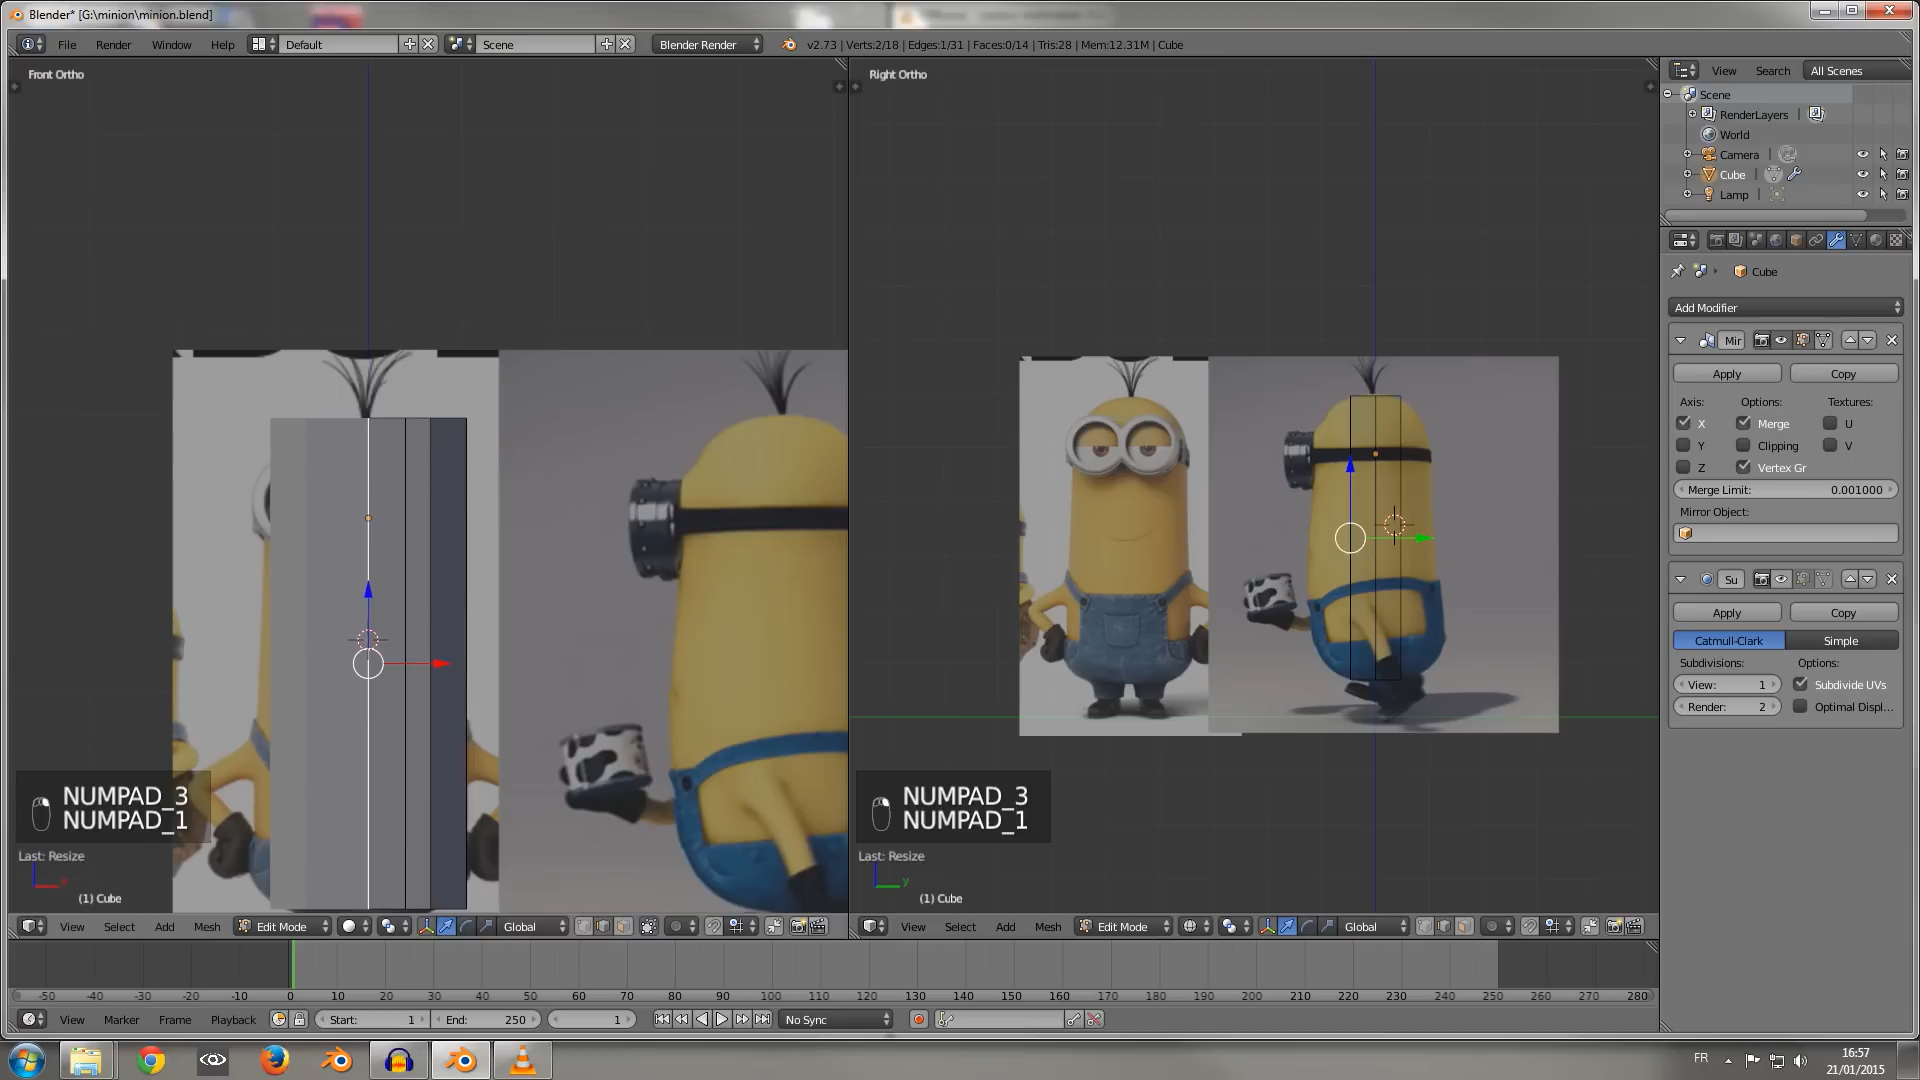 Blender* [G:\minion\minion.blend]
File Render Window Help Default Scene Blender Render v2.73 | Verts:2/18 | Edges:1/31 | Faces:0/14 | Tris:28 | Mem:12.31M | Cube
Front Ortho
Right Ortho
View Search All Scenes
Scene
RenderLayers
World
Camera
Cube
Lamp
Cube
Add Modifier
Mir
Apply Copy
Axis: Options: Textures:
X Merge U
Y Clipping V
Z Vertex Gr
Merge Limit: 0.001000
Mirror Object:
Su
Apply Copy
Catmull-Clark Simple
Subdivisions: Options:
View: 1 Subdivide UVs
Render: 2 Optimal Displ...
NUMPAD_3
NUMPAD_1
Last: Resize
(1) Cube
NUMPAD_3
NUMPAD_1
Last: Resize
y
(1) Cube
View Select Add Mesh Edit Mode Global
View Select Add Mesh Edit Mode Global
-50 -40 -30 -20 -10 0 10 20 30 40 50 60 70 80 90 100 110 120 130 140 150 160 170 180 190 200 210 220 230 240 250 260 270 280
View Marker Frame Playback Start: 1 End: 250 1 No Sync
FR 16:57
21/01/2015